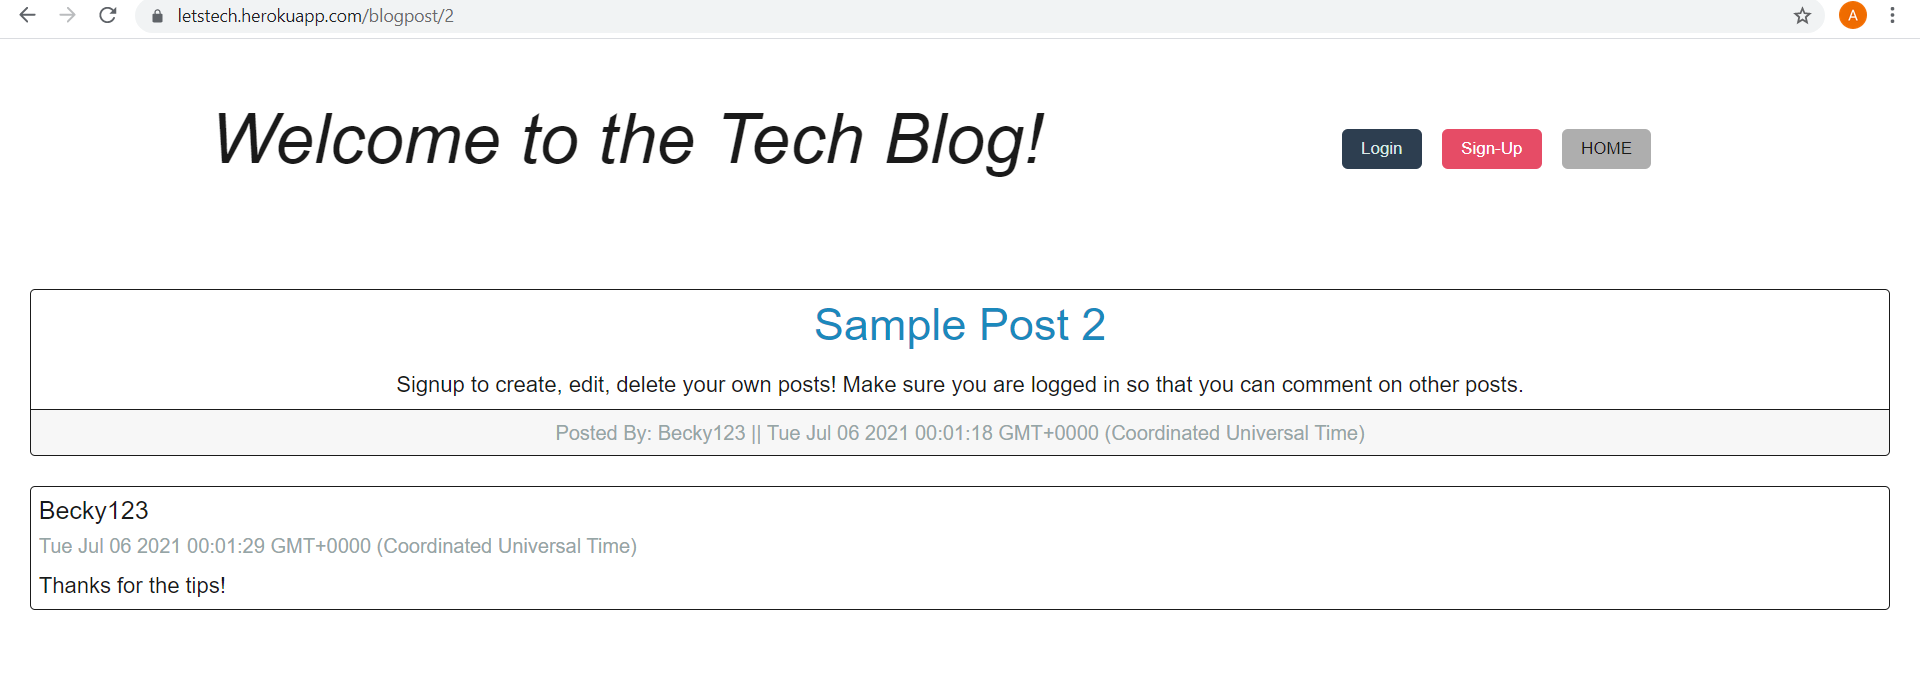 letstech.herokuapp.com/blogpost/2
A
Welcome to the Tech Blog!
Login Sign-Up HOME
Sample Post 2
Signup to create, edit, delete your own posts! Make sure you are logged in so that you can comment on other posts.
Posted By: Becky123 || Tue Jul 06 2021 00:01:18 GMT+0000 (Coordinated Universal Time)
Becky123
Tue Jul 06 2021 00:01:29 GMT+0000 (Coordinated Universal Time)
Thanks for the tips!